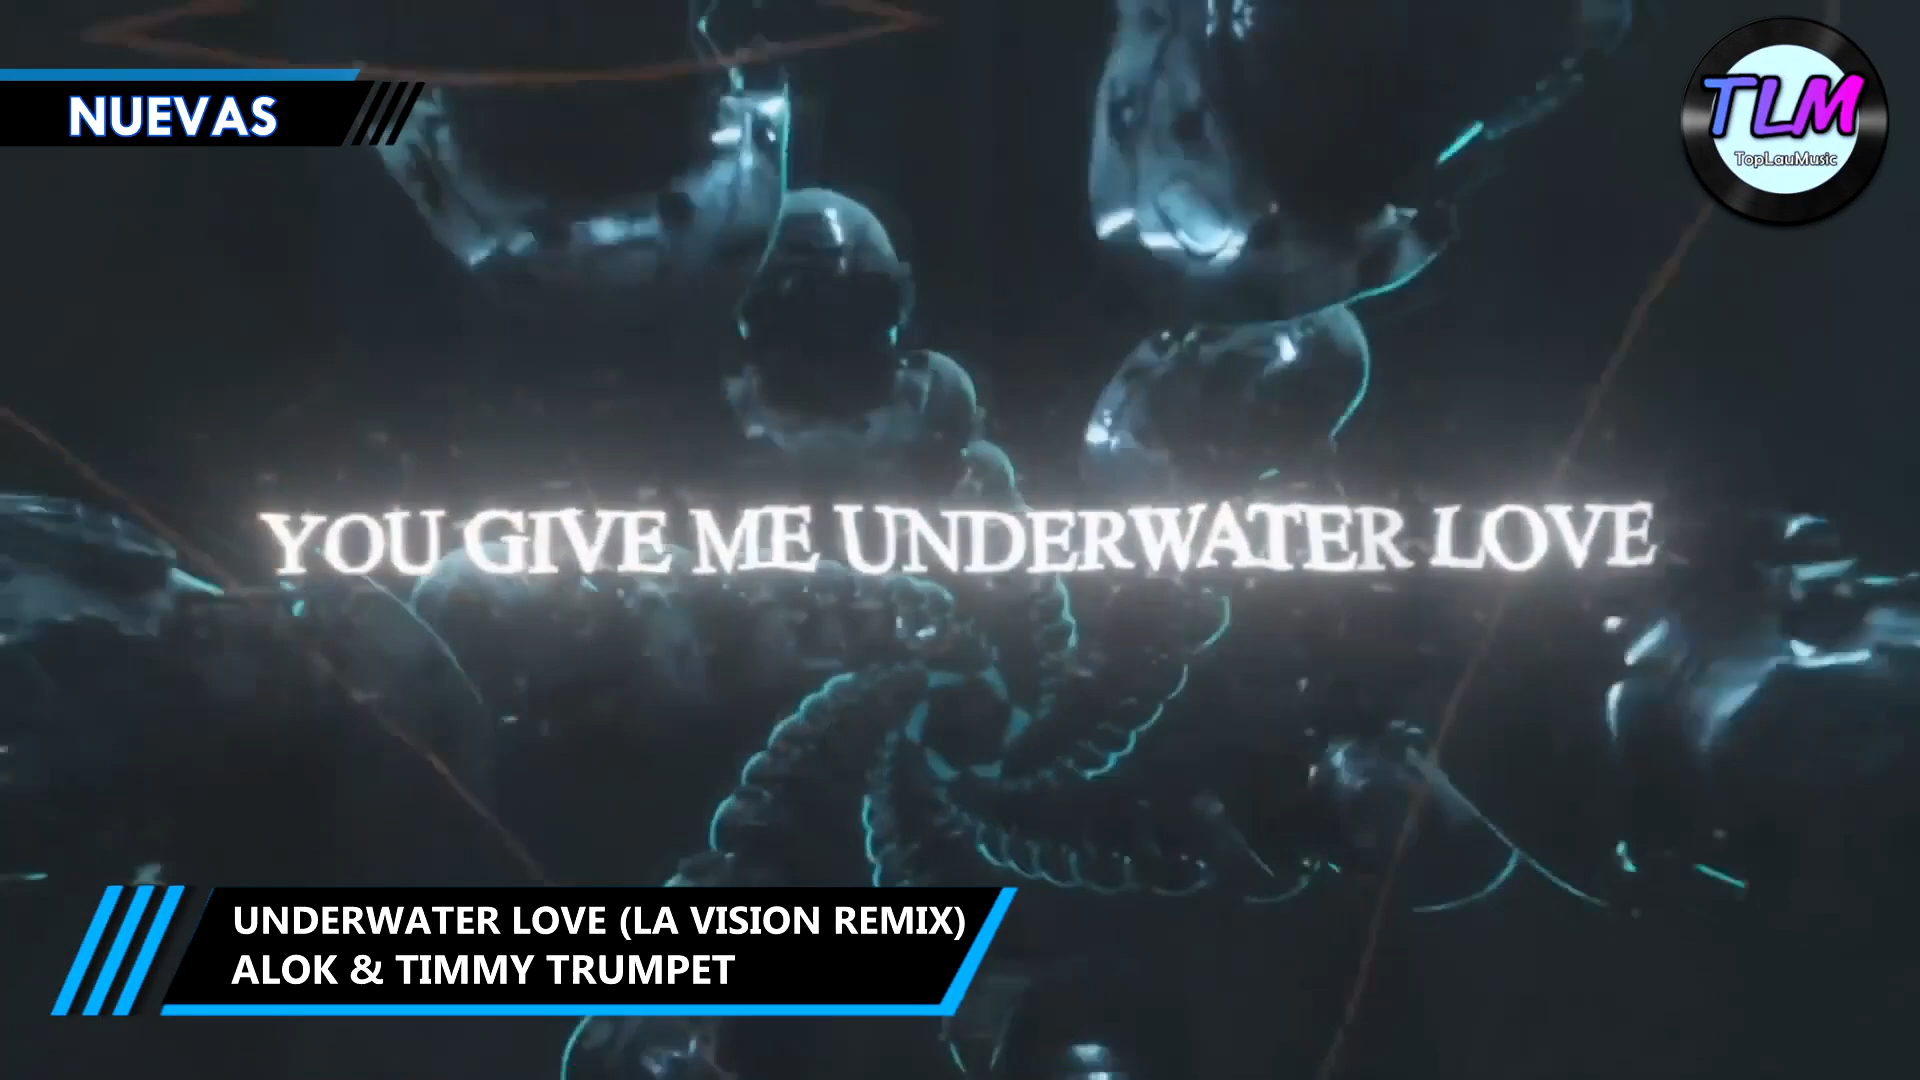 NUEVAS
TLM
TopLauMusic
YOU GIVE ME UNDERWATER LOVE
UNDERWATER LOVE (LA VISION REMIX)
ALOK & TIMMY TRUMPET